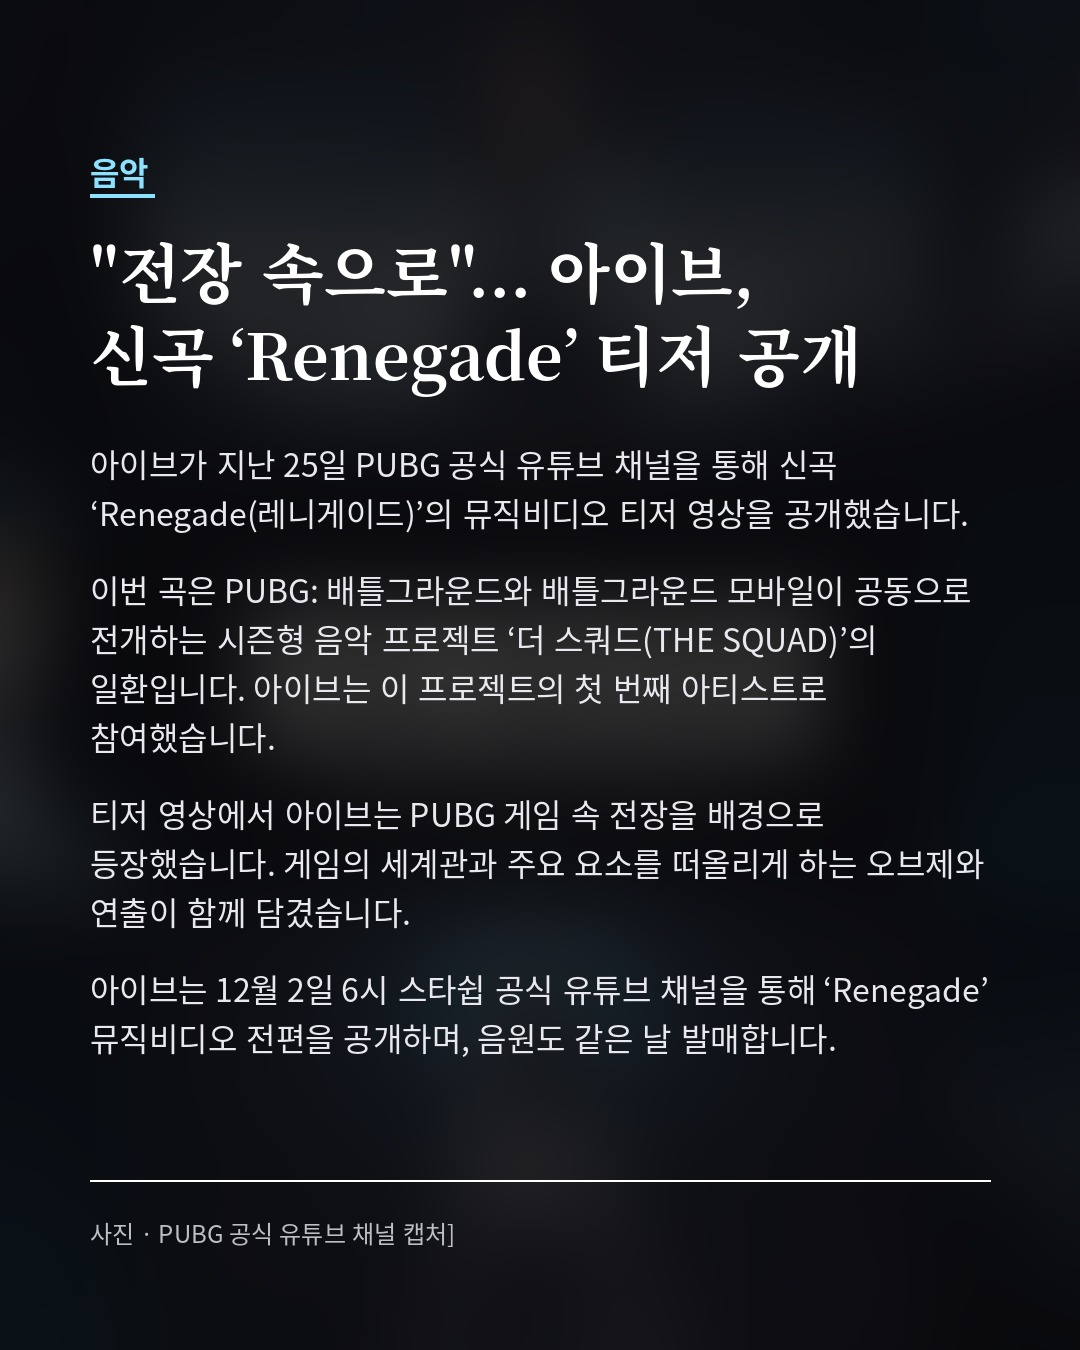 음악
"전장 속으로"... 아이브,
신곡 ‘Renegade’ 티저 공개
아이브가 지난 25일 PUBG 공식 유튜브 채널을 통해 신곡
‘Renegade(레니게이드)’의 뮤직비디오 티저 영상을 공개했습니다.
이번 곡은 PUBG: 배틀그라운드와 배틀그라운드 모바일이 공동으로
전개하는 시즌형 음악 프로젝트 ‘더 스쿼드(THE SQUAD)’의
일환입니다. 아이브는 이 프로젝트의 첫 번째 아티스트로
참여했습니다.
티저 영상에서 아이브는 PUBG 게임 속 전장을 배경으로
등장했습니다. 게임의 세계관과 주요 요소를 떠올리게 하는 오브제와
연출이 함께 담겼습니다.
아이브는 12월 2일 6시 스타쉽 공식 유튜브 채널을 통해 ‘Renegade’
뮤직비디오 전편을 공개하며, 음원도 같은 날 발매합니다.
사진 · PUBG 공식 유튜브 채널 캡처]